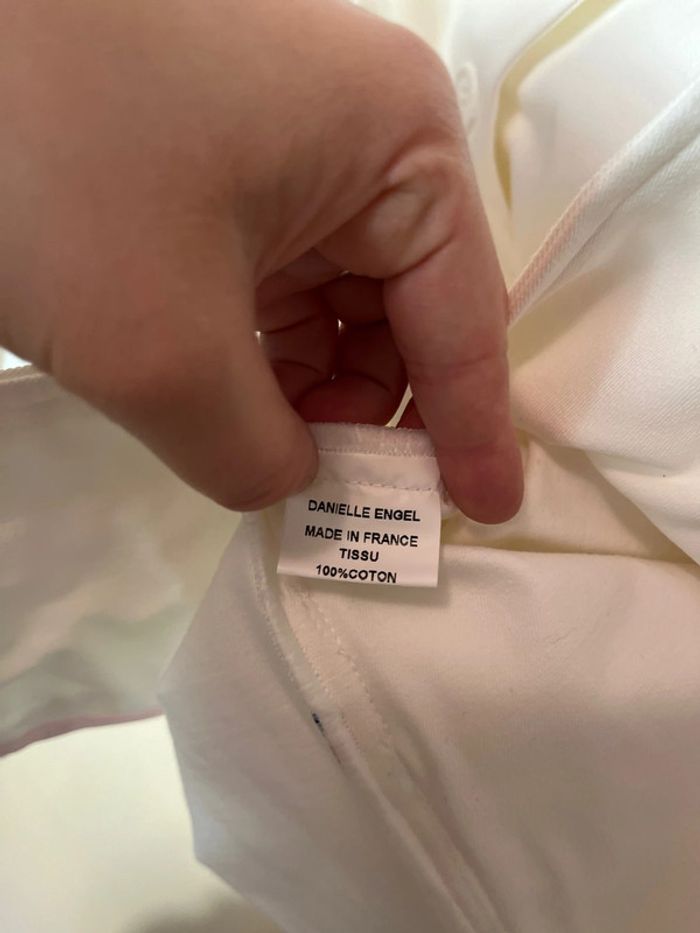 DANIELLE ENGEL
MADE IN FRANCE
TISSU
100%COTON